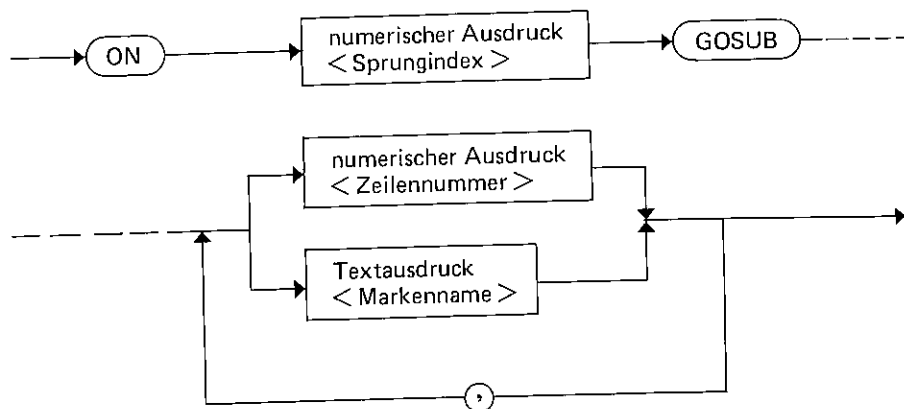 ON
numerischer Ausdruck
< Sprungindex >
GOSUB
numerischer Ausdruck
< Zeilennummer >
Textausdruck
< Markenname >
,